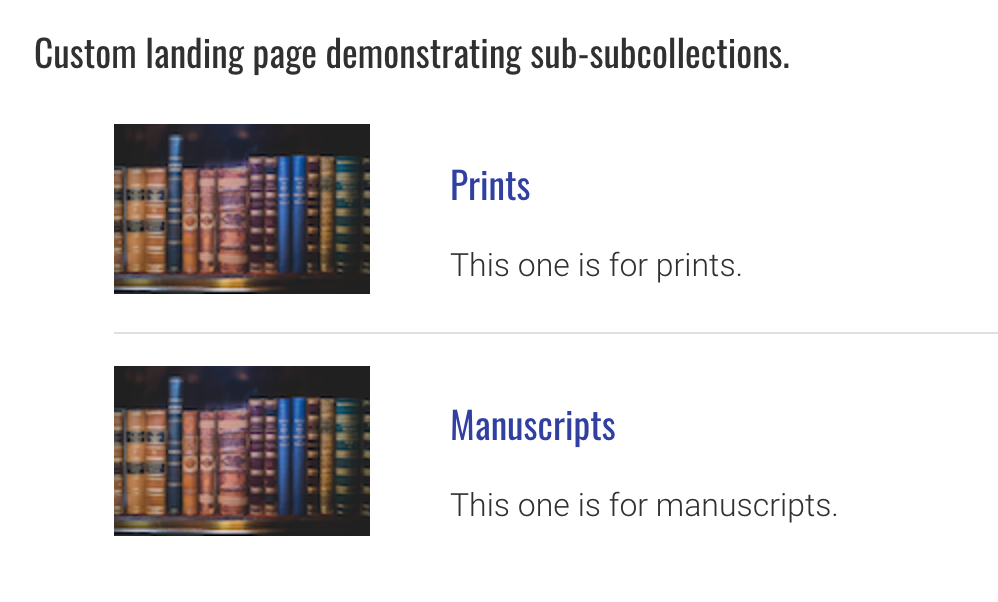 Custom landing page demonstrating sub-subcollections.
Prints
This one is for prints.
Manuscripts
This one is for manuscripts.